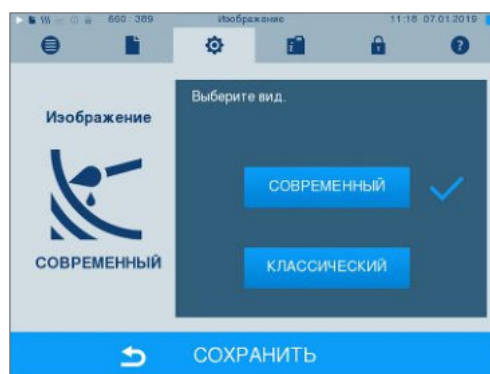 660 : 389 Изображение 11:18 07.01.2019
Изображение
Выберите вид.
СОВРЕМЕННЫЙ
СОВРЕМЕННЫЙ
КЛАССИЧЕСКИЙ
СОХРАНИТЬ